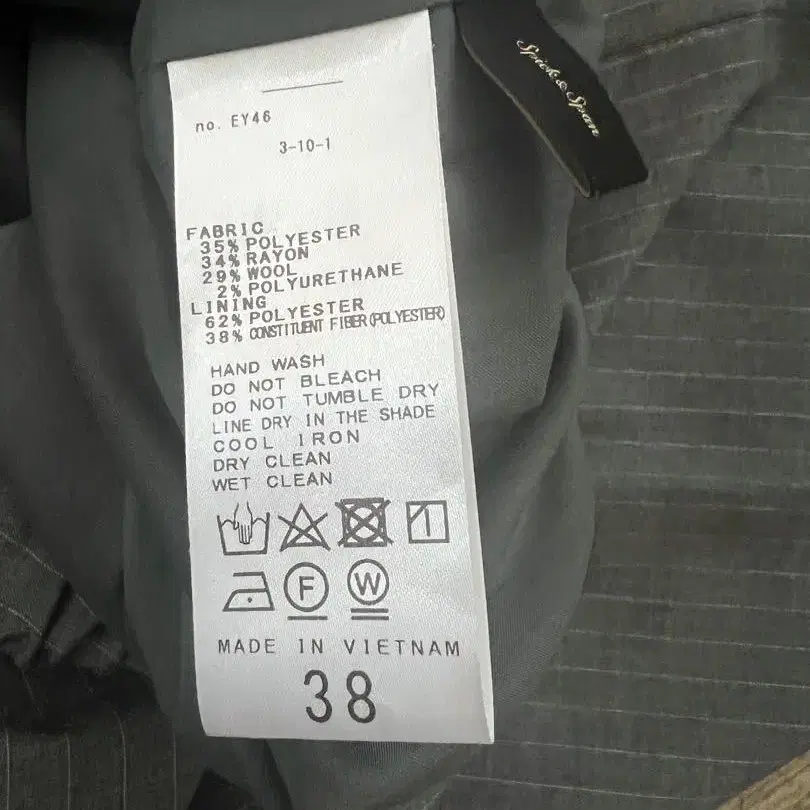 Spick & Span
no. EY46
3-10-1
FABRIC
35% POLYESTER
34% RAYON
29% WOOL
2% POLYURETHANE
LINING
62% POLYESTER
38% CONSTITUENT FIBER(POLYESTER)
HAND WASH
DO NOT BLEACH
DO NOT TUMBLE DRY
LINE DRY IN THE SHADE
COOL IRON
DRY CLEAN
WET CLEAN
F W
MADE IN VIETNAM
38